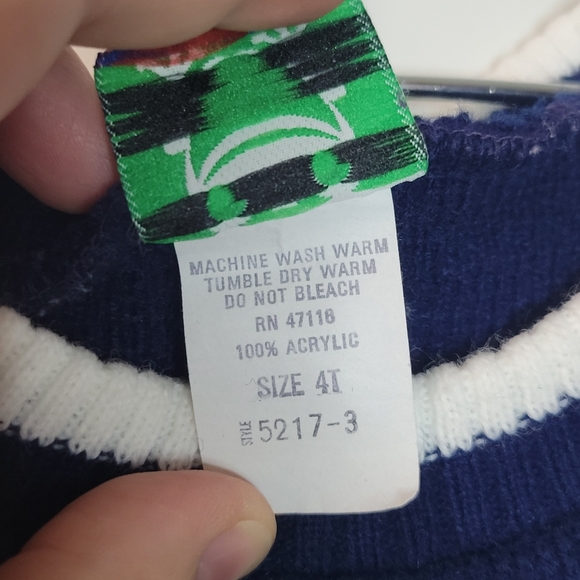 MACHINE WASH WARM
TUMBLE DRY WARM
DO NOT BLEACH
RN 47116
100% ACRYLIC
SIZE 4T
STYLE 5217-3